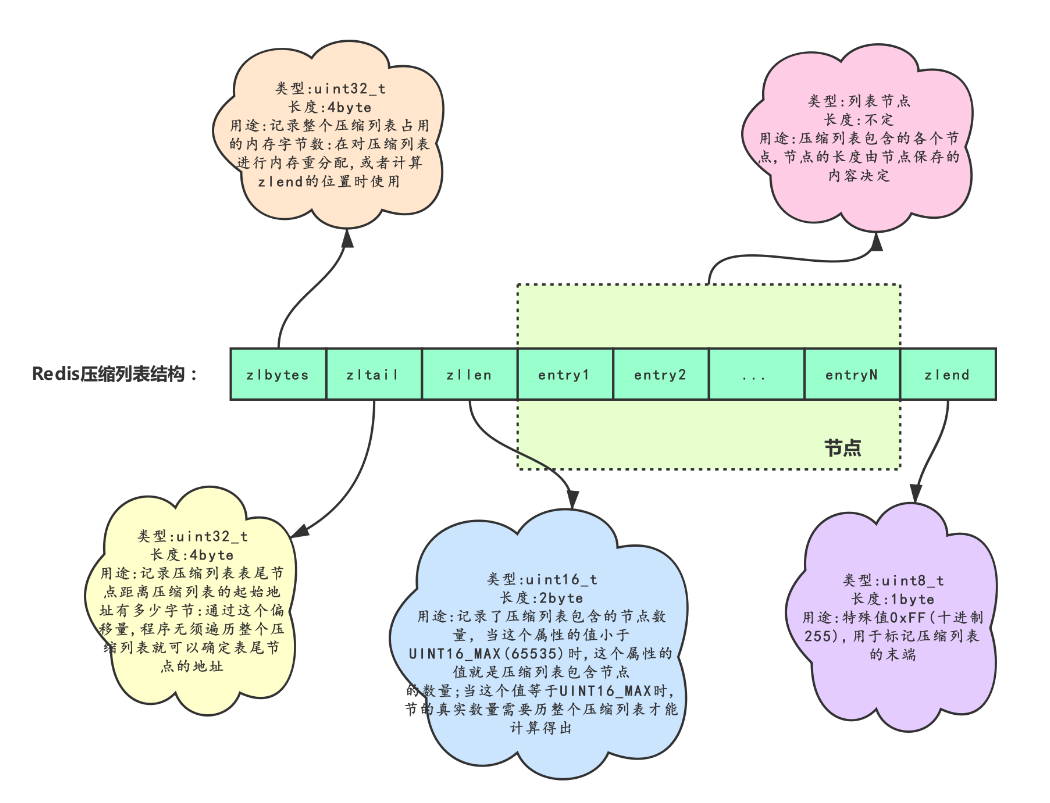 类型:uint32_t
长度:4byte
用途:记录整个压缩列表占用
的内存字节数:在对压缩列表
进行内存重分配,或者计算
zlend的位置时使用
类型:列表节点
长度:不定
用途:压缩列表包含的各个节
点,节点的长度由节点保存的
内容决定
Redis压缩列表结构：
zlbytes
zltail
zllen
entry1
entry2
...
entryN
zlend
节点
类型:uint32_t
长度:4byte
用途:记录压缩列表表尾节
点距离压缩列表的起始地
址有多少字节:通过这个偏
移量,程序无须遍历整个压
缩列表就可以确定表尾节
点的地址
类型:uint16_t
长度:2byte
用途:记录了压缩列表包含的节点数
量, 当这个属性的值小于
UINT16_MAX(65535)时,这个属性的
值就是压缩列表包含节点
的数量;当这个值等于UINT16_MAX时,
节的真实数量需要历整个压缩列表才能
计算得出
类型:uint8_t
长度:1byte
用途:特殊值0xFF(十进制
255),用于标记压缩列表
的末端